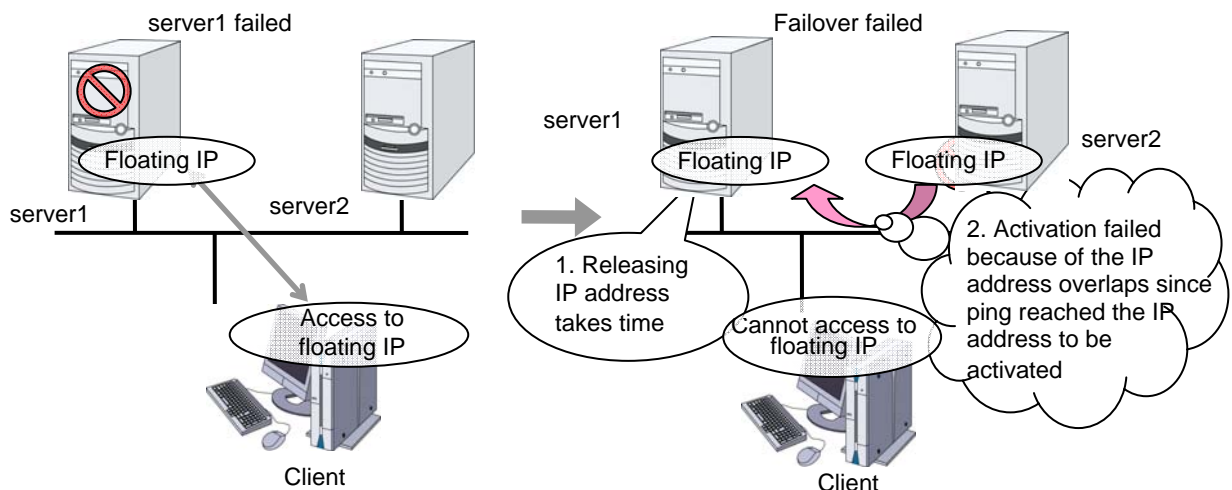 server1 failed
Floating IP
server1
server2
Access to
floating IP
Client
Failover failed
server1
Floating IP
Floating IP
server2
1. Releasing
IP address
takes time
2. Activation failed
because of the IP
address overlaps since
ping reached the IP
address to be
activated
Cannot access to
floating IP
Client